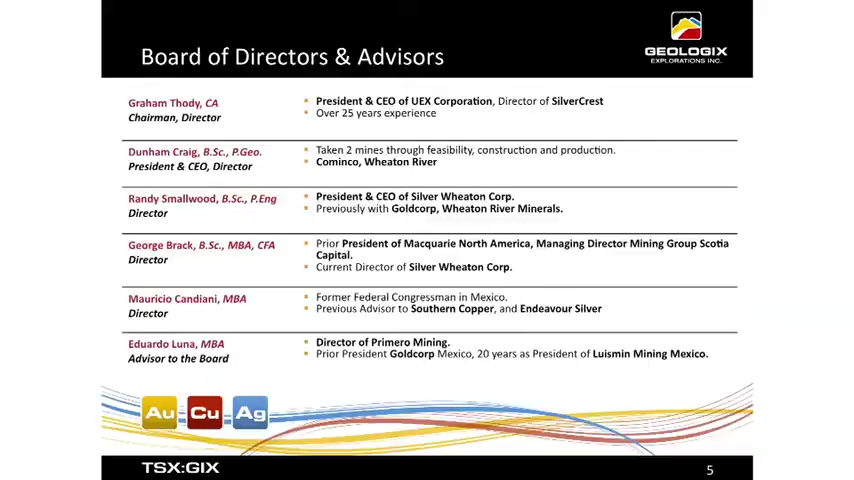 Board of Directors & Advisors
GEOLOGIX
EXPLORATIONS INC.
Graham Thody, CA
Chairman, Director
▪ President & CEO of UEX Corporation, Director of SilverCrest
▪ Over 25 years experience
Dunham Craig, B.Sc., P.Geo.
President & CEO, Director
▪ Taken 2 mines through feasibility, construction and production.
▪ Cominco, Wheaton River
Randy Smallwood, B.Sc., P.Eng
Director
▪ President & CEO of Silver Wheaton Corp.
▪ Previously with Goldcorp, Wheaton River Minerals.
George Brack, B.Sc., MBA, CFA
Director
▪ Prior President of Macquarie North America, Managing Director Mining Group Scotia
Capital.
▪ Current Director of Silver Wheaton Corp.
Mauricio Candiani, MBA
Director
▪ Former Federal Congressman in Mexico.
▪ Previous Advisor to Southern Copper, and Endeavour Silver
Eduardo Luna, MBA
Advisor to the Board
▪ Director of Primero Mining.
▪ Prior President Goldcorp Mexico, 20 years as President of Luismin Mining Mexico.
Au Cu Ag
TSX:GIX
5